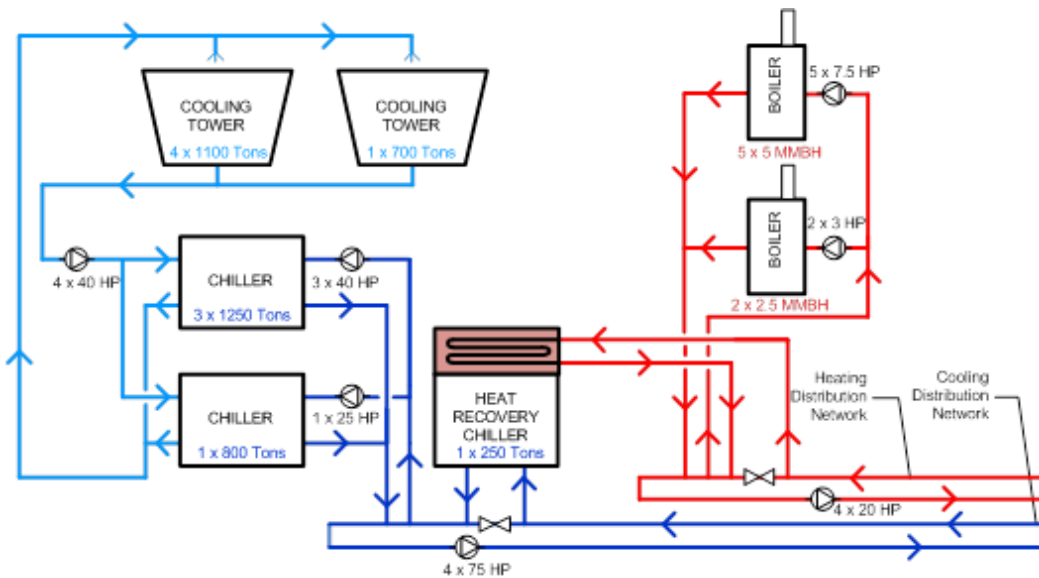 COOLING
TOWER
4 x 1100 Tons
COOLING
TOWER
1 x 700 Tons
BOILER
5 x 7.5 HP
5 x 5 MMBH
BOILER
2 x 3 HP
2 x 2.5 MMBH
4 x 40 HP
CHILLER
3 x 1250 Tons
3 x 40 HP
CHILLER
1 x 800 Tons
1 x 25 HP
HEAT
RECOVERY
CHILLER
1 x 250 Tons
Heating
Distribution
Network
Cooling
Distribution
Network
4 x 20 HP
4 x 75 HP